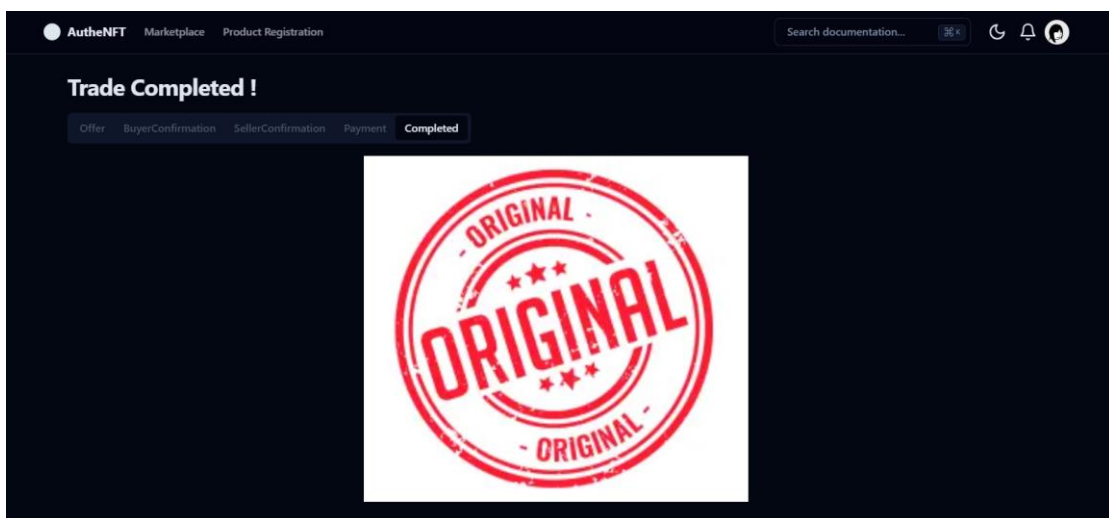 AutheNFT Marketplace Product Registration Search documentation... ⌘K
Trade Completed !
Offer BuyerConfirmation SellerConfirmation Payment Completed
- ORIGINAL -
ORIGINAL
- ORIGINAL -